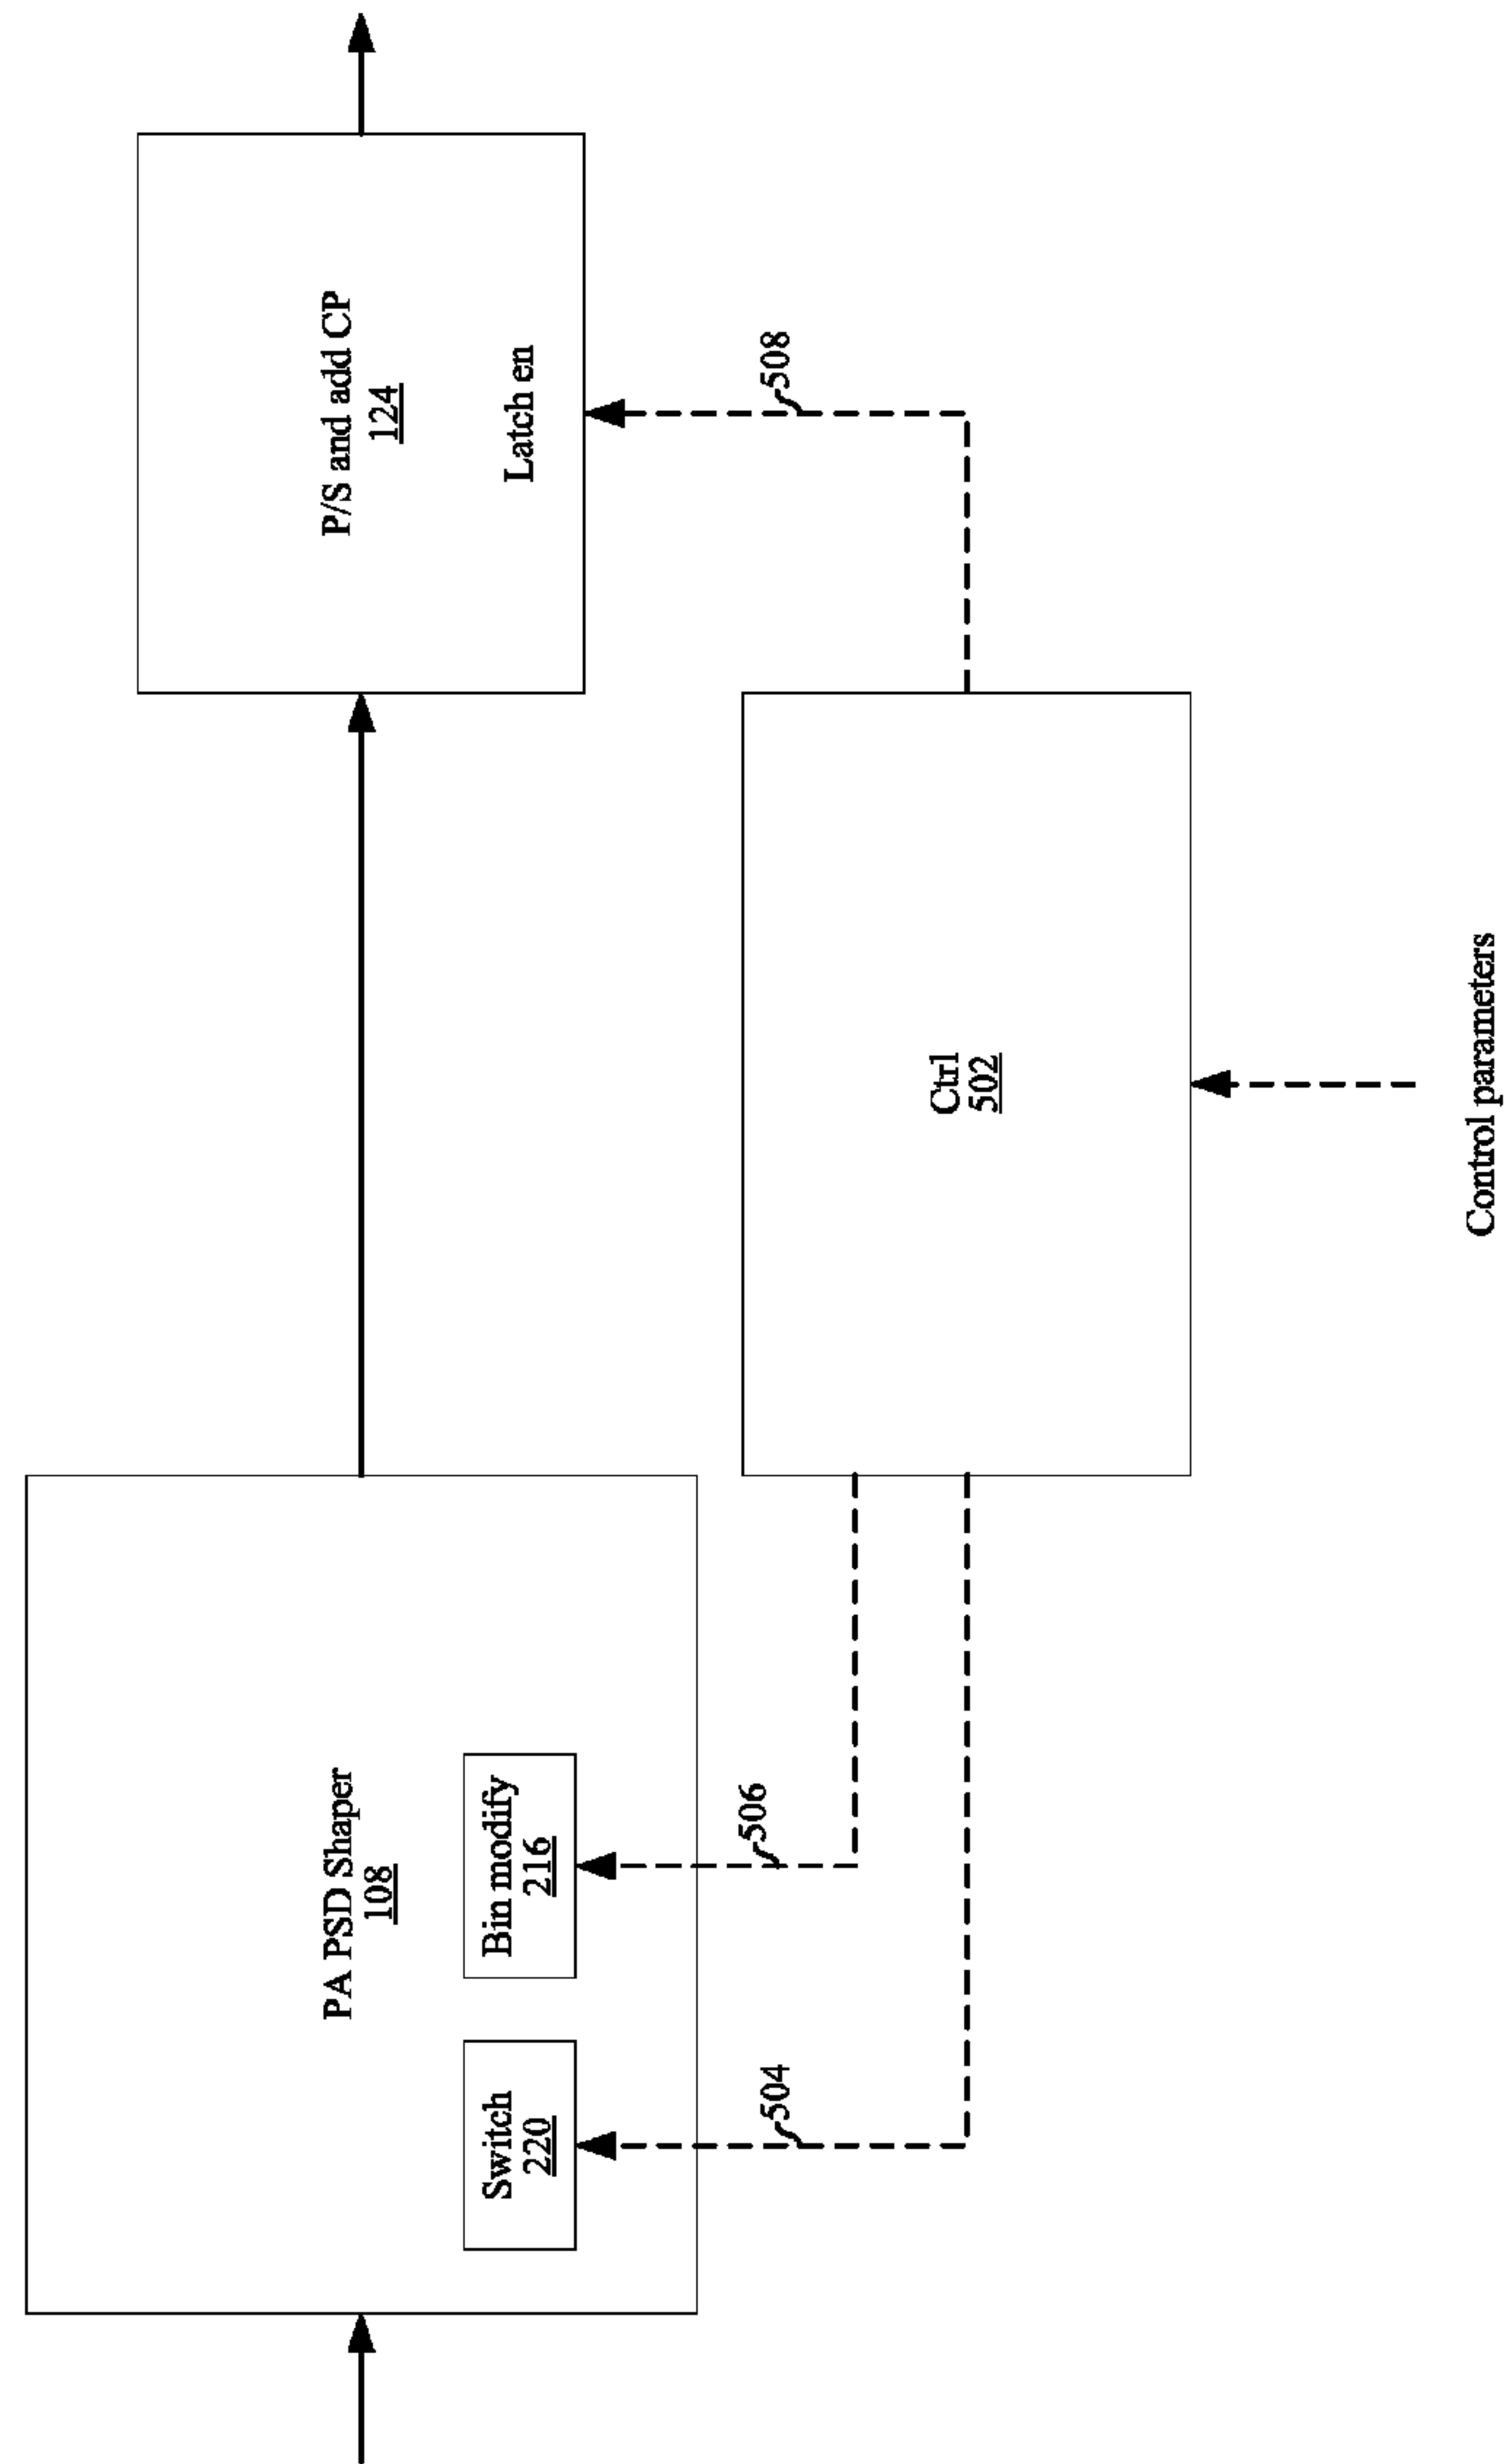 PA PSD Shaper
108
Switch
220
Bin modify
216
504
506
P/S and add CP
124
Latch en
508
Ctrl
502
Control parameters